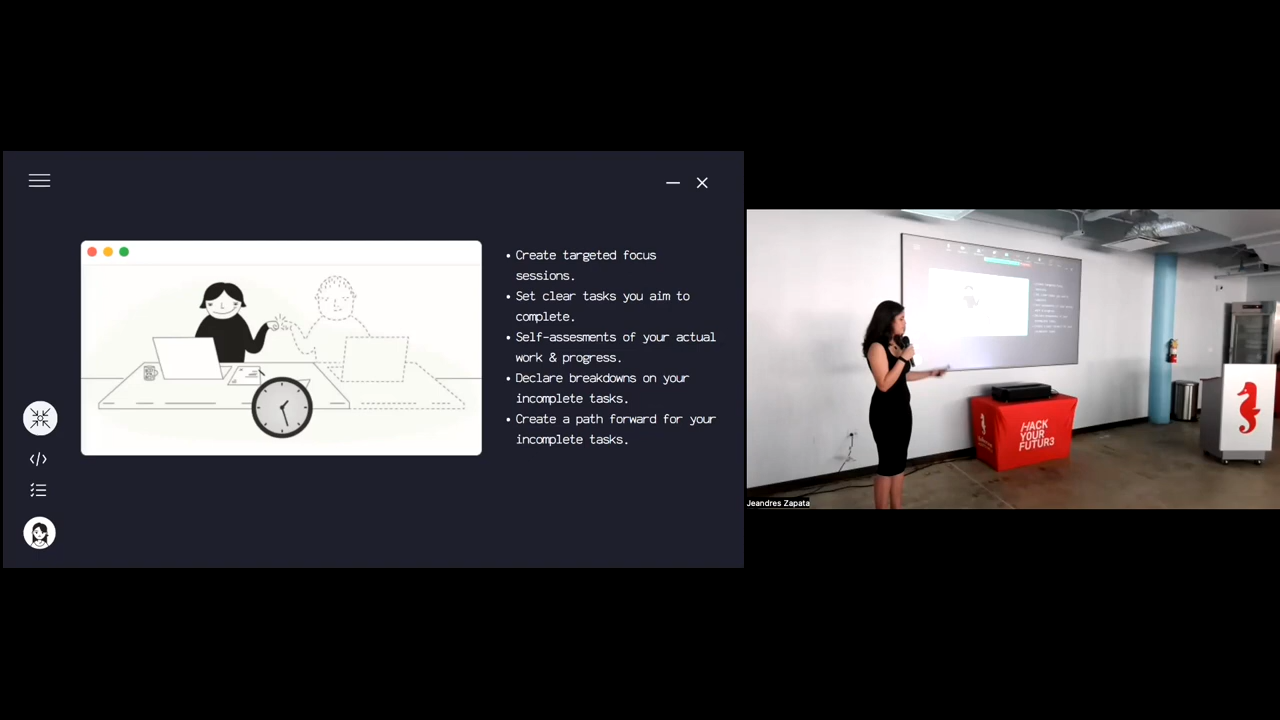 • Create targeted focus
sessions.
• Set clear tasks you aim to
complete.
• Self-assesments of your actual
work & progress.
• Declare breakdowns on your
incomplete tasks.
• Create a path forward for your
incomplete tasks.
HACK
YOUR
FUTUR3
Jeandres Zapata